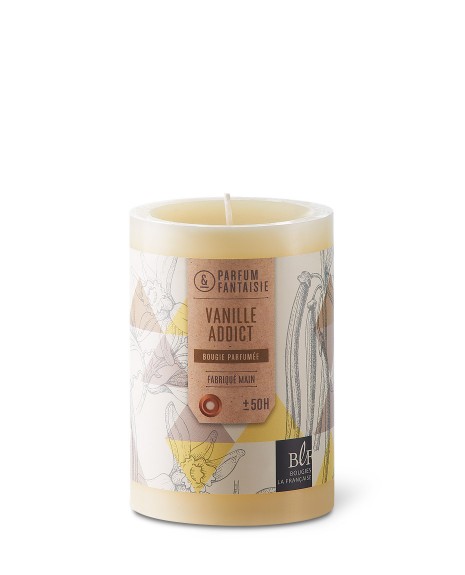 &
PARFUM
FANTAISIE
VANILLE
ADDICT
BOUGIE PARFUMÉE
FABRIQUÉ MAIN
±50H
BLF
BOUGIES
LA FRANÇAISE